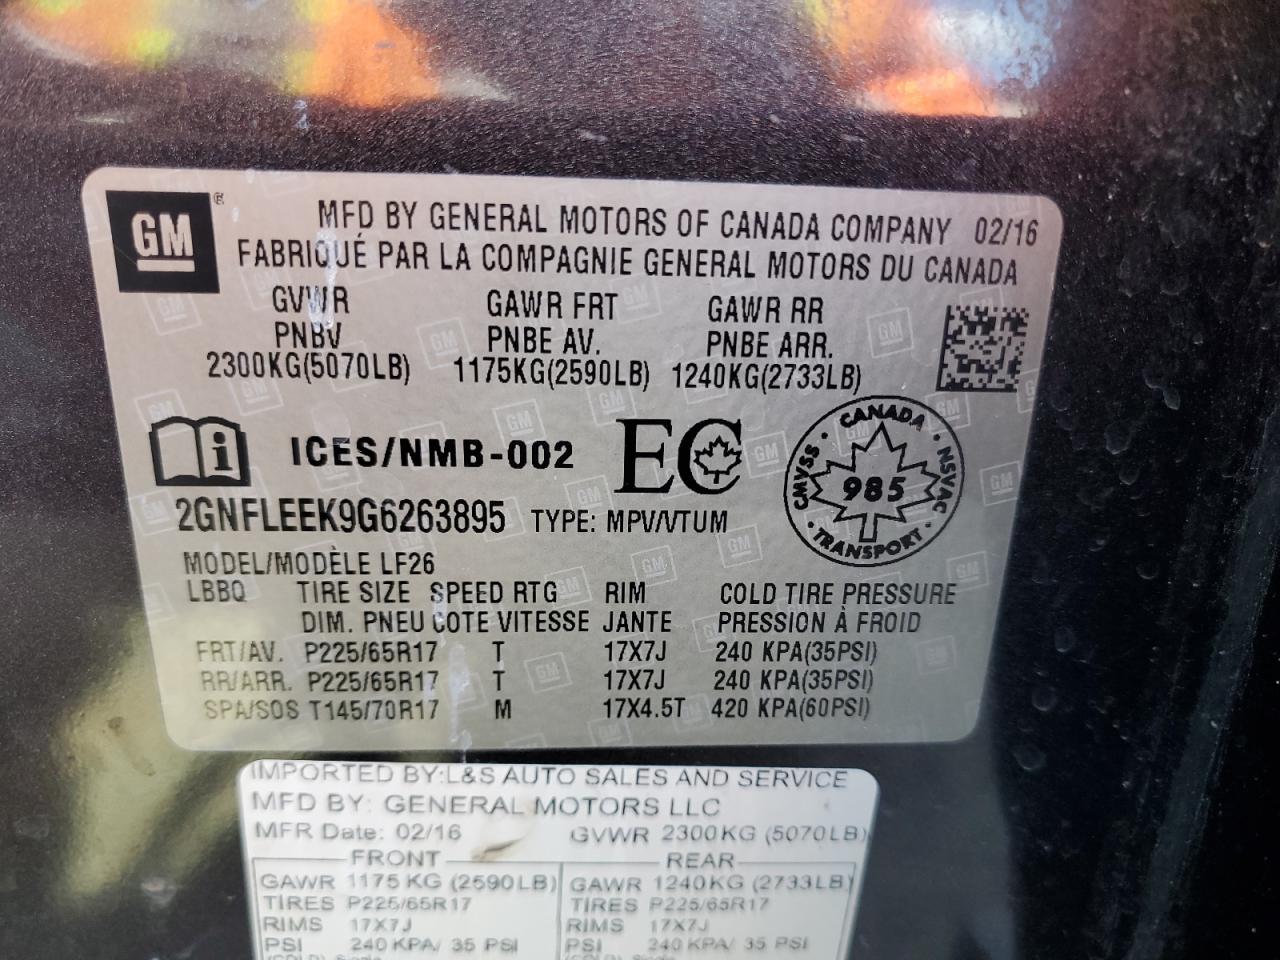 GM®
MFD BY GENERAL MOTORS OF CANADA COMPANY 02/16
FABRIQUÉ PAR LA COMPAGNIE GENERAL MOTORS DU CANADA
GVWR GAWR FRT GAWR RR
PNBV PNBE AV. PNBE ARR.
2300KG(5070LB) 1175KG(2590LB) 1240KG(2733LB)
i ICES/NMB-002 EC
CANADA · NSVAC · TRANSPORT · CMVSS ·
985
2GNFLEEK9G6263895 TYPE: MPV/VTUM
MODEL/MODÈLE LF26
LBBQ TIRE SIZE SPEED RTG RIM COLD TIRE PRESSURE
DIM. PNEU COTE VITESSE JANTE PRESSION À FROID
FRT/AV. P225/65R17 T 17X7J 240 KPA(35PSI)
RR/ARR. P225/65R17 T 17X7J 240 KPA(35PSI)
SPA/SOS T145/70R17 M 17X4.5T 420 KPA(60PSI)
IMPORTED BY:L&S AUTO SALES AND SERVICE
MFD BY: GENERAL MOTORS LLC
MFR Date: 02/16 GVWR 2300KG (5070LB)
FRONT REAR
GAWR 1175 KG (2590LB) GAWR 1240KG (2733LB)
TIRES P225/65R17 TIRES P225/65R17
RIMS 17X7J RIMS 17X7J
PSI 240 KPA/ 35 PSI PSI 240 KPA/ 35 PSI